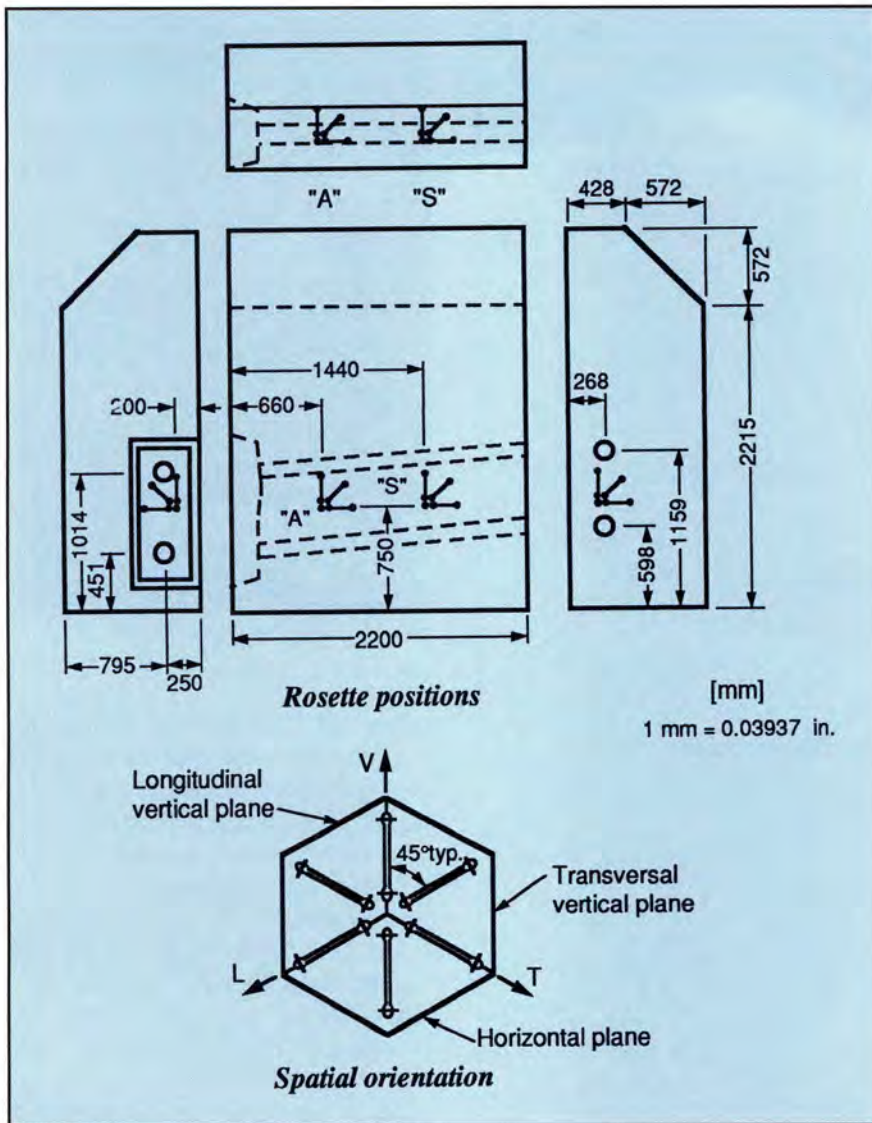 "A" "S"
428 572
572
1440
200 660 268
2215
"S"
"A"
1014
451
750
598
1159
795
250
2200
Rosette positions
[mm]
1 mm = 0.03937 in.
V
Longitudinal
vertical plane
45°typ.
Transversal
vertical plane
L
T
Horizontal plane
Spatial orientation